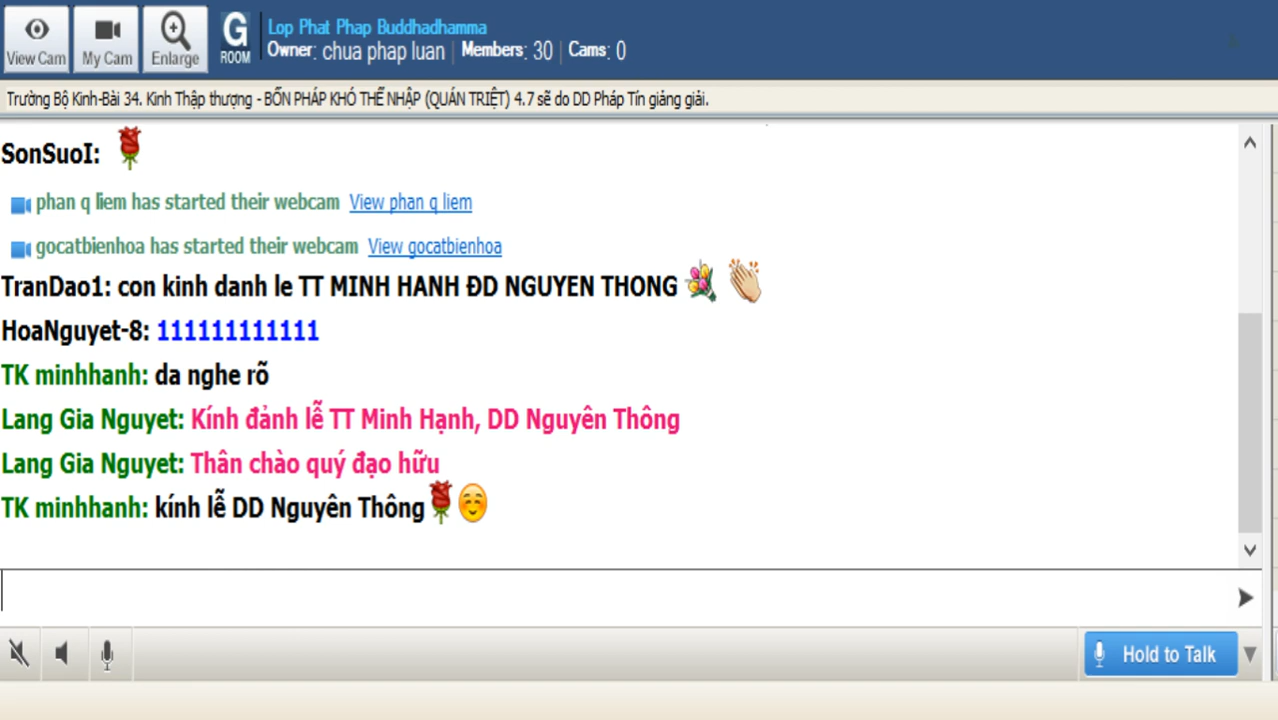 View Cam
My Cam
Enlarge
G
ROOM
Lop Phat Phap Buddhadhamma
Owner: chua phap luan | Members: 30 | Cams: 0
Trường Bộ Kinh-Bài 34. Kinh Thập thượng - BỐN PHÁP KHÓ THỂ NHẬP (QUÁN TRIỆT) 4.7 sẽ do DD Pháp Tín giảng giải.
SonSuoI:
phan q liem has started their webcam View phan q liem
gocatbienhoa has started their webcam View gocatbienhoa
TranDao1: con kinh danh le TT MINH HANH ĐD NGUYEN THONG
HoaNguyet-8: 111111111111
TK minhhanh: da nghe rõ
Lang Gia Nguyet: Kính đảnh lễ TT Minh Hạnh, DD Nguyên Thông
Lang Gia Nguyet: Thân chào quý đạo hữu
TK minhhanh: kính lễ DD Nguyên Thông
Hold to Talk